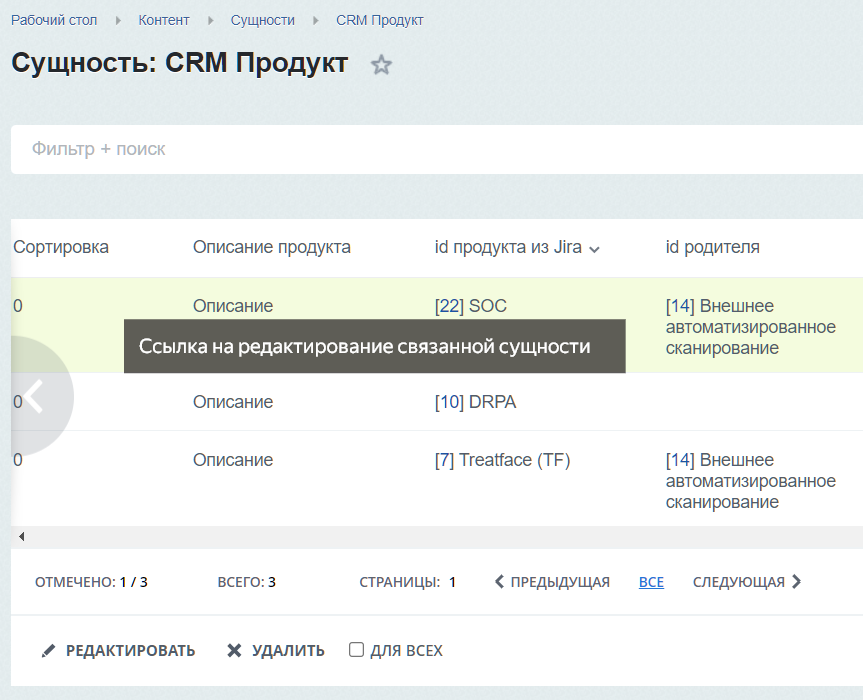 Рабочий стол Контент Сущности CRM Продукт
Сущность: CRM Продукт
Фильтр + поиск
Сортировка Описание продукта id продукта из Jira id родителя
0 Описание [22] SOC [14] Внешнее
автоматизированное
сканирование
Ссылка на редактирование связанной сущности
0 Описание [10] DRPA
0 Описание [7] Treatface (TF) [14] Внешнее
автоматизированное
сканирование
ОТМЕЧЕНО: 1 / 3 ВСЕГО: 3 СТРАНИЦЫ: 1 ПРЕДЫДУЩАЯ ВСЕ СЛЕДУЮЩАЯ
РЕДАКТИРОВАТЬ УДАЛИТЬ ДЛЯ ВСЕХ